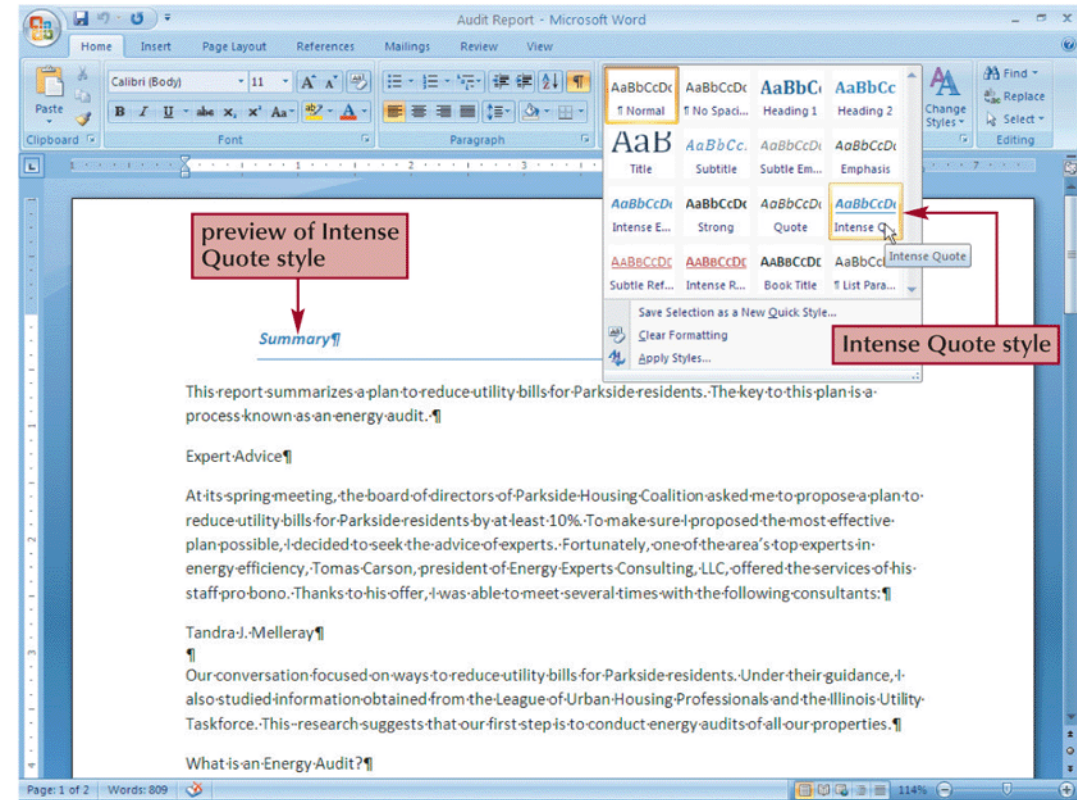 Audit Report - Microsoft Word
Home Insert Page Layout References Mailings Review View
Calibri (Body) 11
Paste
B I U abc x, x² Aa
Clipboard Font Paragraph
AaBbCcDc AaBbCcDc AaBbC AaBbCc
¶ Normal ¶ No Spaci... Heading 1 Heading 2
AaB AaBbCc. AaBbCcDc AaBbCcDc
Title Subtitle Subtle Em... Emphasis
AaBbCcDc AaBbCcDc AaBbCcDc AaBbCcDc
Intense E... Strong Quote Intense Q
AABBCCDC AABBCCDC AABBCCDC AaBbCc
Subtle Ref... Intense R... Book Title ¶ List Para...
Intense Quote
Save Selection as a New Quick Style...
Clear Formatting
Apply Styles...
Change
Styles
Find
Replace
Select
Editing
1 1 2 3 7
preview of Intense
Quote style
Intense Quote style
Summary¶
This·report·summarizes·a·plan·to·reduce·utility·bills·for·Parkside·residents.·The·key·to·this·plan·is·a·
process·known·as·an·energy·audit.·¶
Expert·Advice¶
At·its·spring·meeting,·the·board·of·directors·of·Parkside·Housing·Coalition·asked·me·to·propose·a·plan·to·
reduce·utility·bills·for·Parkside·residents·by·at·least·10%.·To·make·sure·I·proposed·the·most·effective·
plan·possible,·I·decided·to·seek·the·advice·of·experts.·Fortunately,·one·of·the·area's·top·experts·in·
energy·efficiency,·Tomas·Carson,·president·of·Energy·Experts·Consulting,·LLC,·offered·the·services·of·his·
staff·pro·bono.·Thanks·to·his·offer,·I·was·able·to·meet·several·times·with·the·following·consultants:¶
Tandra·J.·Melleray¶
¶
Our·conversation·focused·on·ways·to·reduce·utility·bills·for·Parkside·residents.·Under·their·guidance,·I·
also·studied·information·obtained·from·the·League·of·Urban·Housing·Professionals·and·the·Illinois·Utility·
Taskforce.·This·-research·suggests·that·our·first·step·is·to·conduct·energy·audits·of·all·our·properties.¶
What·is·an·Energy·Audit?¶
Page: 1 of 2 Words: 809 114%